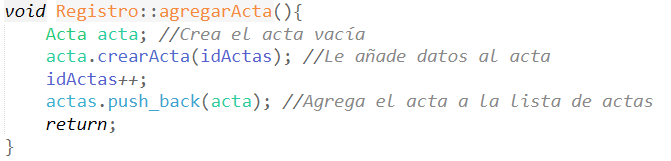 void Registro::agregarActa(){
    Acta acta; //Crea el acta vacía
    acta.crearActa(idActas); //Le añade datos al acta
    idActas++;
    actas.push_back(acta); //Agrega el acta a la lista de actas
    return;
}